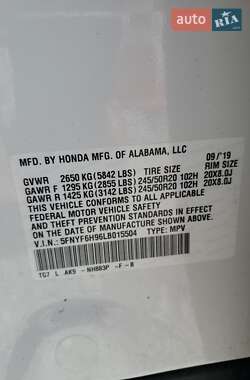 AUTO RIA
MFD. BY HONDA MFG. OF ALABAMA, LLC 09/'19
GVWR 2650 KG (5842 LBS) TIRE SIZE RIM SIZE
GAWR F 1295 KG (2855 LBS) 245/50R20 102H 20X8.0J
GAWR R 1425 KG (3142 LBS) 245/50R20 102H 20X8.0J
THIS VEHICLE CONFORMS TO ALL APPLICABLE
FEDERAL MOTOR VEHICLE SAFETY, BUMPER,
AND THEFT PREVENTION STANDARDS IN EFFECT
ON THE DATE OF MANUFACTURE SHOWN ABOVE.
V.I.N.: 5FNYF6H96LB015504 TYPE: MPV
TG7 L AK9 -NH883P -F -B